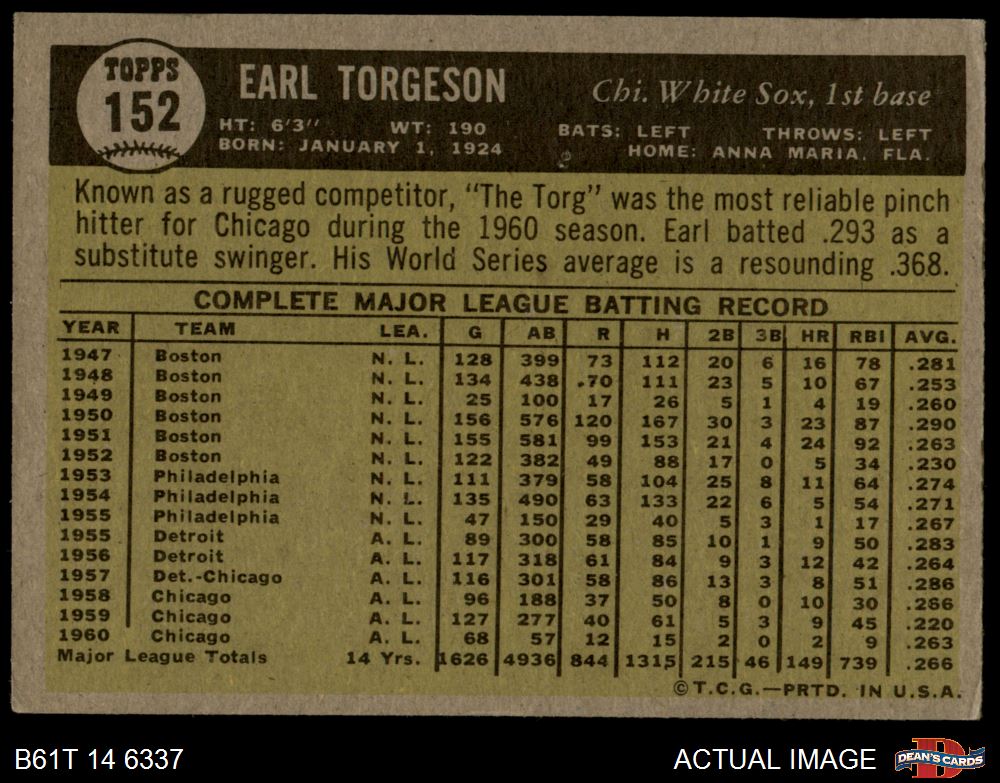 TOPPS
152
EARL TORGESON
Chi. White Sox, 1st base
HT: 6'3" WT: 190 BATS: LEFT THROWS: LEFT
BORN: JANUARY 1, 1924 HOME: ANNA MARIA, FLA.
Known as a rugged competitor, "The Torg" was the most reliable pinch
hitter for Chicago during the 1960 season. Earl batted .293 as a
substitute swinger. His World Series average is a resounding .368.
COMPLETE MAJOR LEAGUE BATTING RECORD
YEAR TEAM LEA. G AB R H 2B 3B HR RBI AVG.
1947 Boston N. L. 128 399 73 112 20 6 16 78 .281
1948 Boston N. L. 134 438 .70 111 23 5 10 67 .253
1949 Boston N. L. 25 100 17 26 5 1 4 19 .260
1950 Boston N. L. 156 576 120 167 30 3 23 87 .290
1951 Boston N. L. 155 581 99 153 21 4 24 92 .263
1952 Boston N. L. 122 382 49 88 17 0 5 34 .230
1953 Philadelphia N. L. 111 379 58 104 25 8 11 64 .274
1954 Philadelphia N. L. 135 490 63 133 22 6 5 54 .271
1955 Philadelphia N. L. 47 150 29 40 5 3 1 17 .267
1955 Detroit A. L. 89 300 58 85 10 1 9 50 .283
1956 Detroit A. L. 117 318 61 84 9 3 12 42 .264
1957 Det.-Chicago A. L. 116 301 58 86 13 3 8 51 .286
1958 Chicago A. L. 96 188 37 50 8 0 10 30 .266
1959 Chicago A. L. 127 277 40 61 5 3 9 45 .220
1960 Chicago A. L. 68 57 12 15 2 0 2 9 .263
Major League Totals 14 Yrs. 1626 4936 844 1315 215 46 149 739 .266
©T.C.G.—PRTD. IN U.S.A.
B61T 14 6337
ACTUAL IMAGE
DEAN'S CARDS